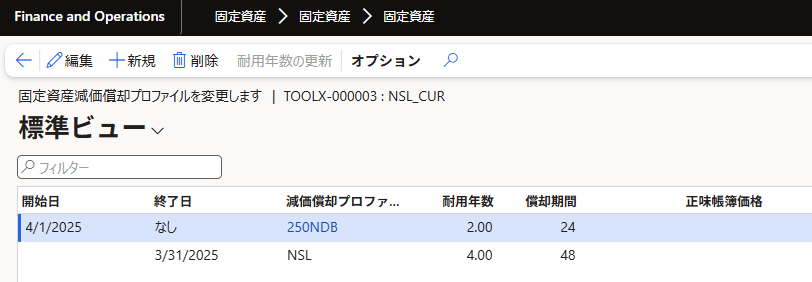 Finance and Operations 固定資産 > 固定資産 > 固定資産
編集 新規 削除 耐用年数の更新 オプション
固定資産減価償却プロファイルを変更します | TOOLX-000003 : NSL_CUR
標準ビュー
フィルター
開始日 終了日 減価償却プロファ... 耐用年数 償却期間 正味帳簿価格
4/1/2025 なし 250NDB 2.00 24
3/31/2025 NSL 4.00 48